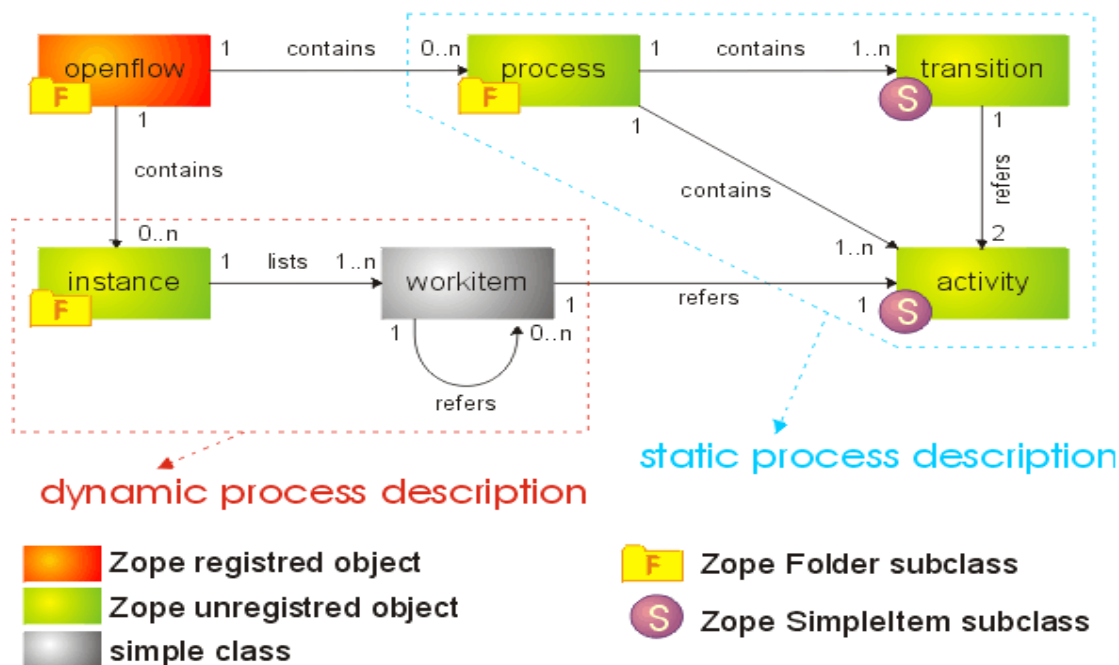 1 contains 0..n 1 contains 1..n
openflow process transition
F F S
1 1 1
contains contains refers
0..n 1..n 2
1 lists 1..n
instance workitem activity
F 1 refers 1 S
1 0..n
refers
static process description
dynamic process description
Zope registred object
F Zope Folder subclass
Zope unregistred object
S Zope SimpleItem subclass
simple class